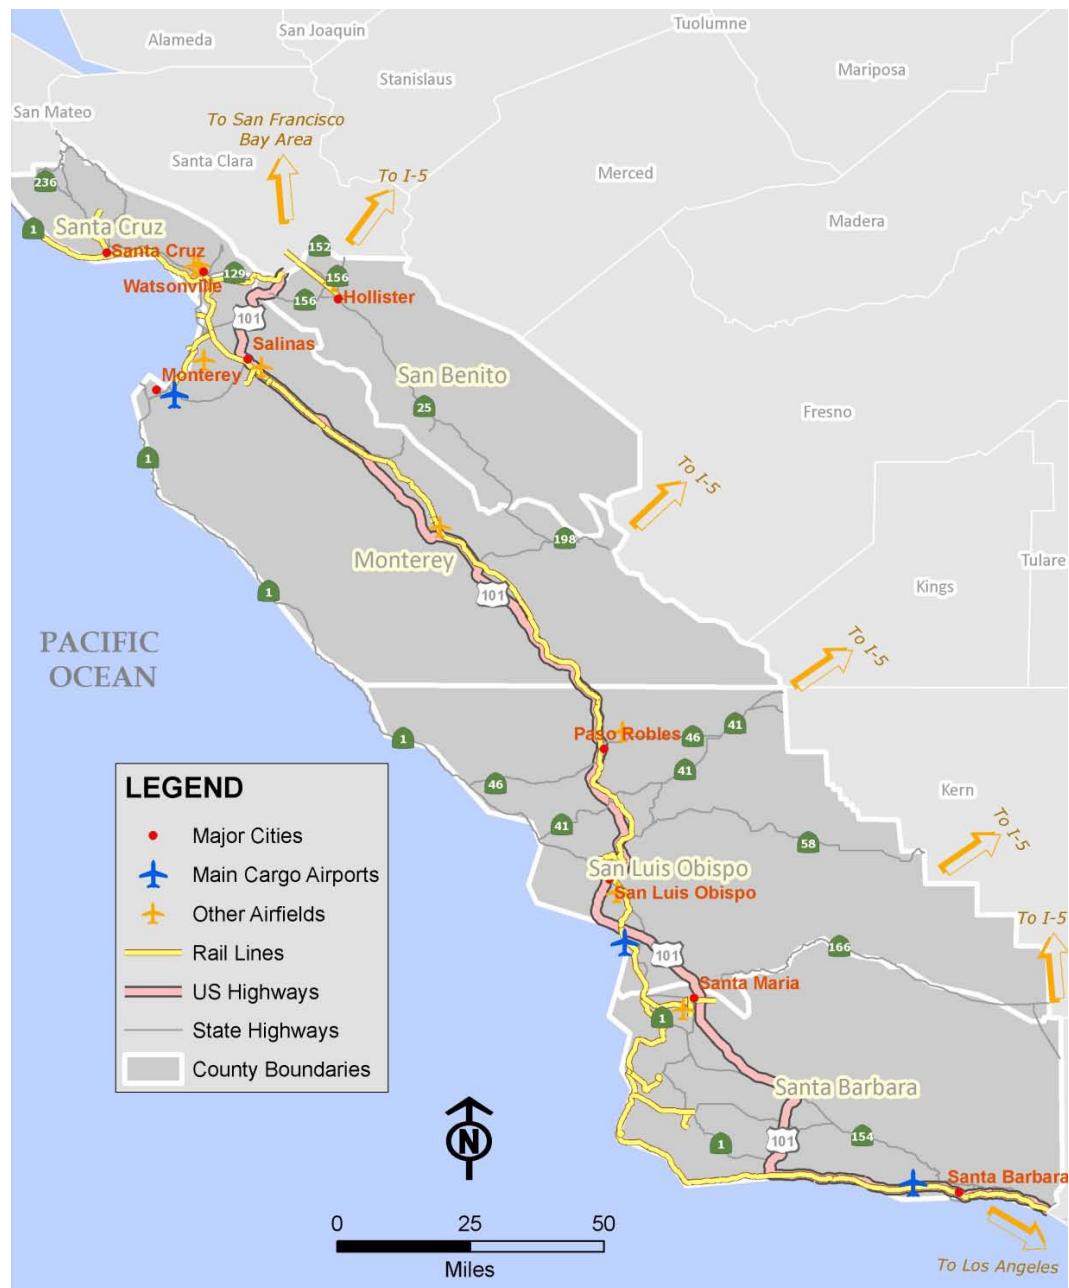 Tuolumne
San Joaquin
Alameda
Mariposa
Stanislaus
San Mateo
To San Francisco
Bay Area
Santa Clara
To I-5
Merced
236
Madera
1
Santa Cruz
Santa Cruz
152
129
156
Watsonville
156
Hollister
101
Salinas
Monterey
San Benito
25
Fresno
1
To I-5
198
Monterey
Tulare
Kings
1
101
PACIFIC
OCEAN
To I-5
1
Paso Robles
46
41
41
46
Kern
41
58
To I-5
San Luis Obispo
San Luis Obispo
To I-5
166
101
Santa Maria
1
Santa Barbara
101
154
1
Santa Barbara
To Los Angeles
LEGEND
Major Cities
Main Cargo Airports
Other Airfields
Rail Lines
US Highways
State Highways
County Boundaries
N
0 25 50
Miles